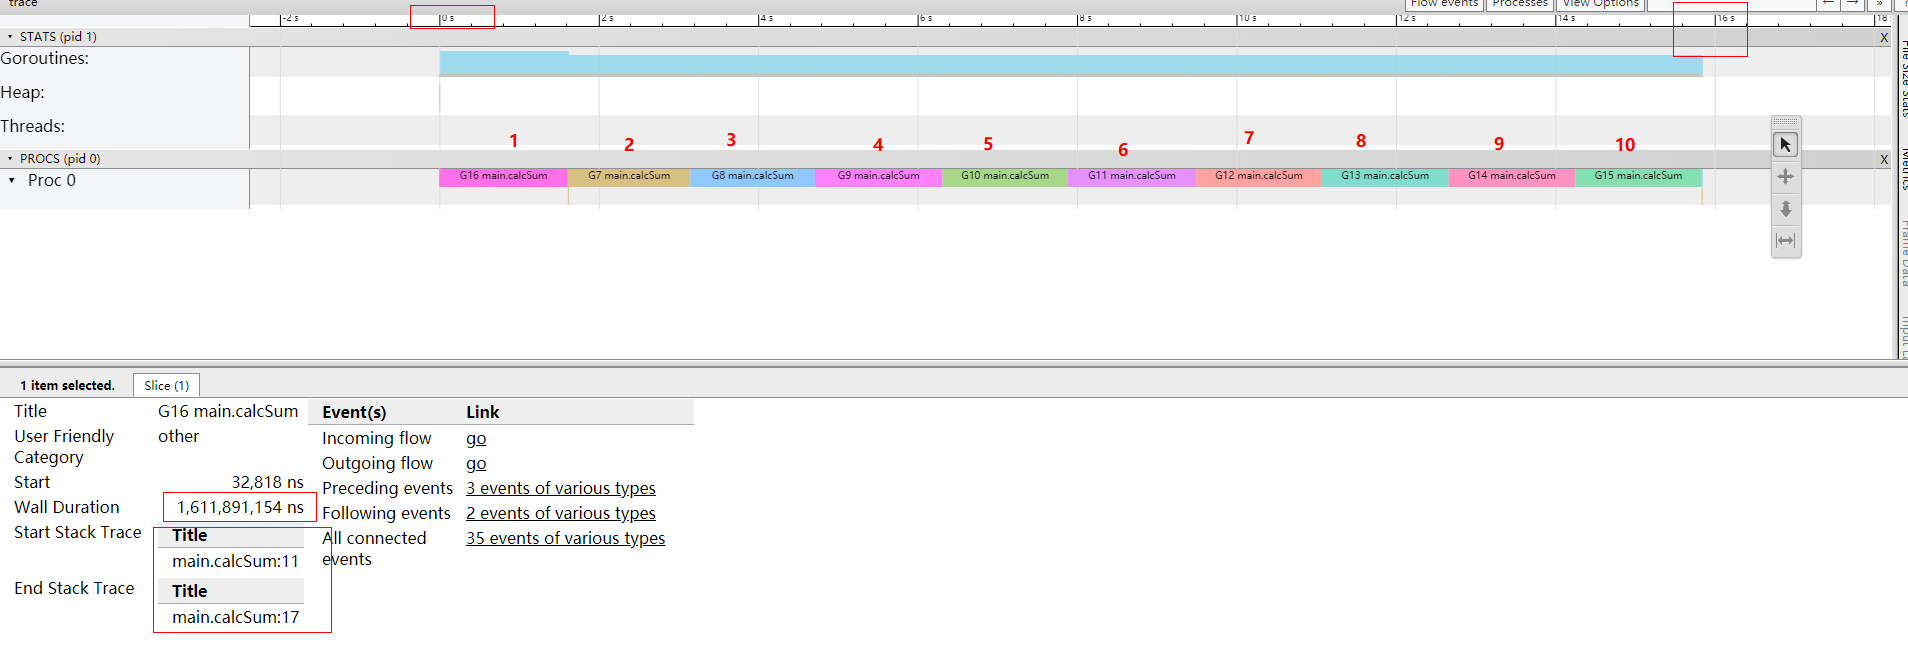 trace
Flow events Processes View Options ← → »
-2 s 0 s 2 s 4 s 6 s 8 s 10 s 12 s 14 s 16 s 18
STATS (pid 1) X
Goroutines:
Heap:
Threads:
1 2 3 4 5 6 7 8 9 10
PROCS (pid 0) X
Proc 0
G16 main.calcSum G7 main.calcSum G8 main.calcSum G9 main.calcSum G10 main.calcSum G11 main.calcSum G12 main.calcSum G13 main.calcSum G14 main.calcSum G15 main.calcSum
File Size Stats
Metrics
Frame Data
1 item selected. Slice (1)
Title G16 main.calcSum
User Friendly Category other
Start 32,818 ns
Wall Duration 1,611,891,154 ns
Start Stack Trace Title
main.calcSum:11
End Stack Trace Title
main.calcSum:17
Event(s) Link
Incoming flow go
Outgoing flow go
Preceding events 3 events of various types
Following events 2 events of various types
All connected events 35 events of various types